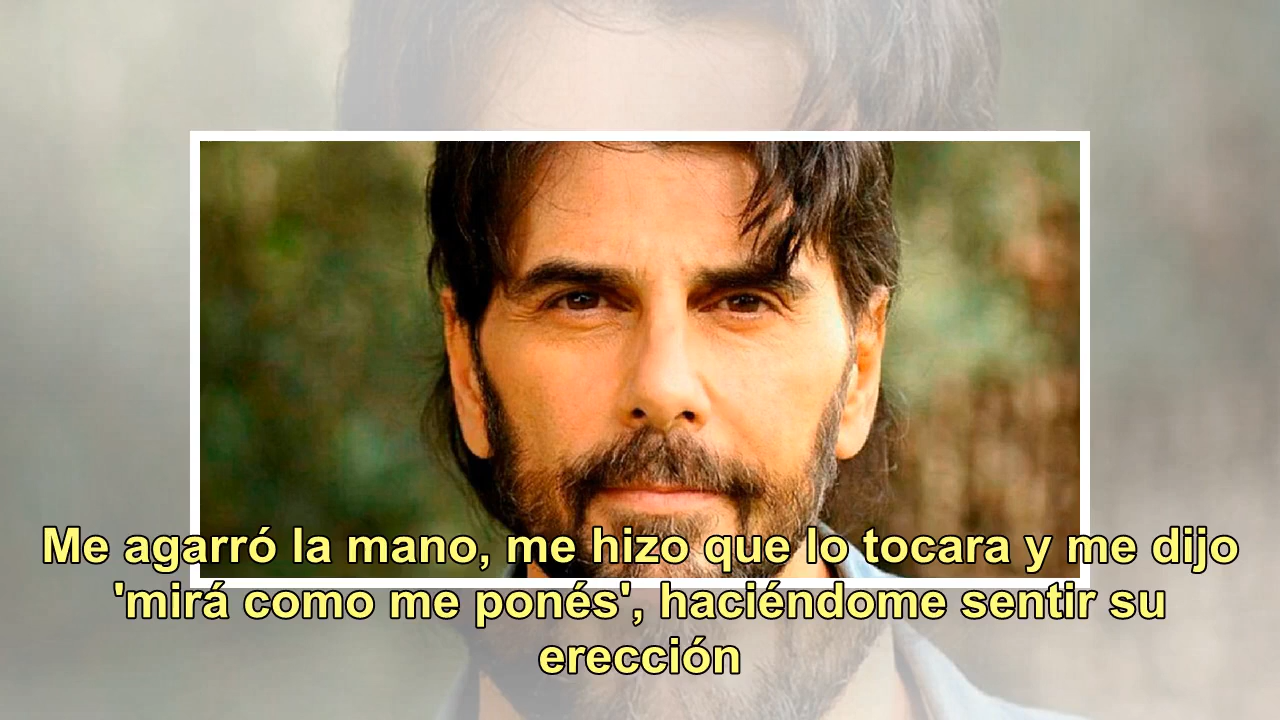 Me agarró la mano, me hizo que lo tocara y me dijo
'mirá como me ponés', haciéndome sentir su
erección